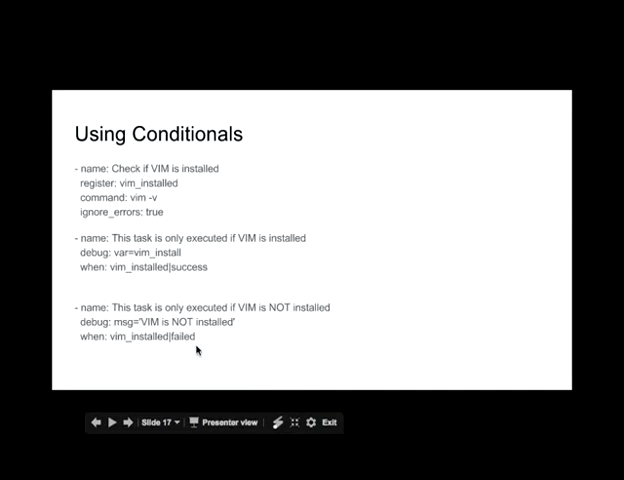 Using Conditionals
- name: Check if VIM is installed
register: vim_installed
command: vim -v
ignore_errors: true
- name: This task is only executed if VIM is installed
debug: var=vim_install
when: vim_installed|success
- name: This task is only executed if VIM is NOT installed
debug: msg='VIM is NOT installed'
when: vim_installed|failed
Slide 17 Presenter view Exit